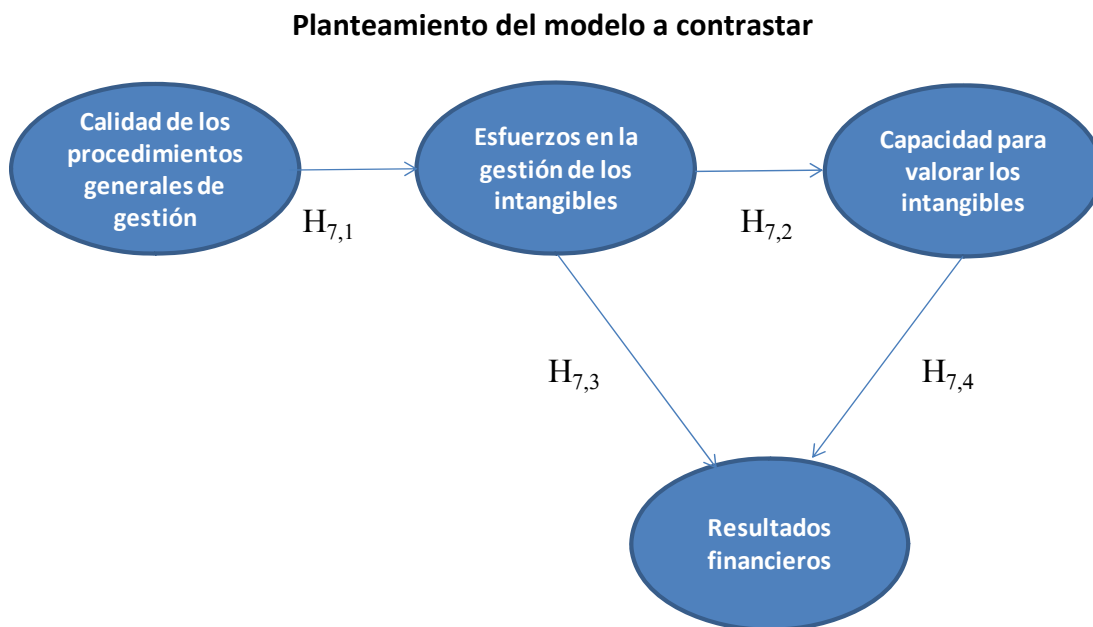 Planteamiento del modelo a contrastar
Calidad de los
procedimientos
generales de
gestión
Esfuerzos en la
gestión de los
intangibles
Capacidad para
valorar los
intangibles
H7,1
H7,2
H7,3
H7,4
Resultados
financieros